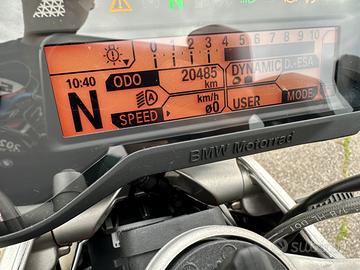 0 1 2 3 4 5 6 7 8 9 10
10:40 ODO 20485 km DYNAMIC D.-ESA
N
SPEED km/h ø0 USER MODE
BMW Motorrad